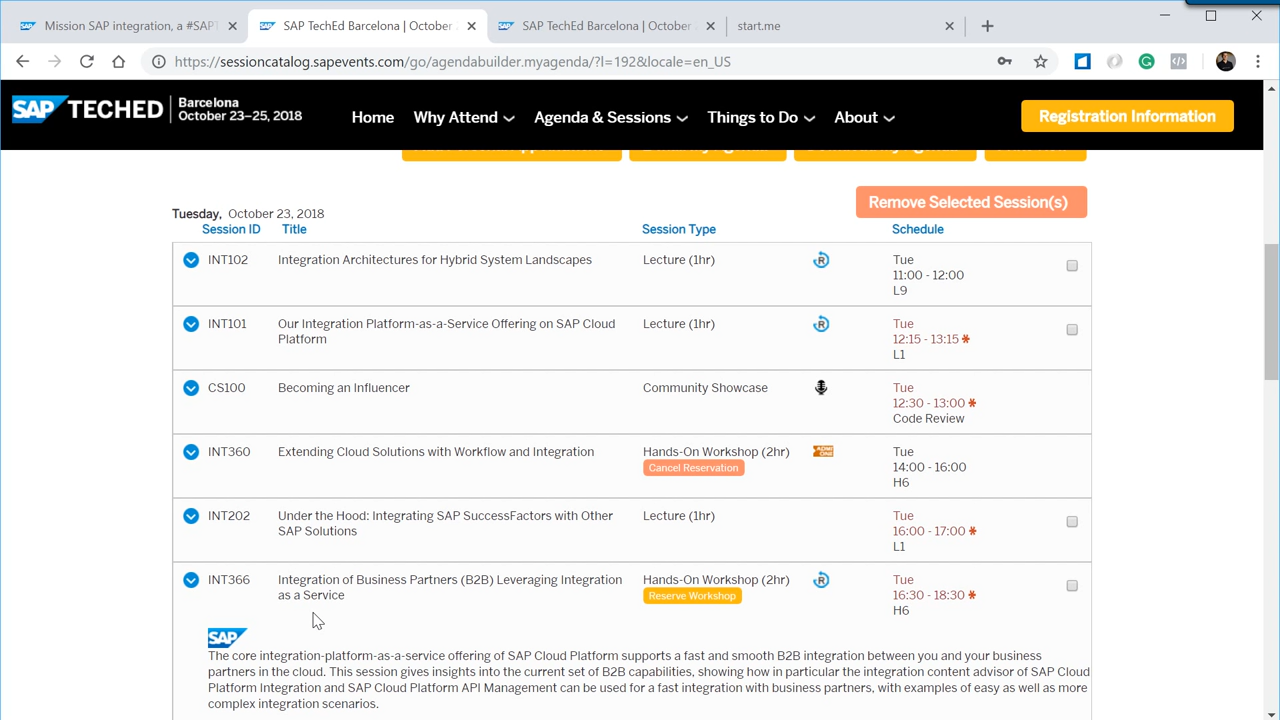 Mission SAP integration, a #SAPT
SAP TechEd Barcelona | October
SAP TechEd Barcelona | October
start.me
https://sessioncatalog.sapevents.com/go/agendabuilder.myagenda/?l=192&locale=en_US
SAP TECHED Barcelona
October 23–25, 2018
Home Why Attend Agenda & Sessions Things to Do About
Registration Information
Remove Selected Session(s)
Tuesday, October 23, 2018
Session ID Title Session Type Schedule
INT102 Integration Architectures for Hybrid System Landscapes Lecture (1hr) R Tue
11:00 - 12:00
L9
INT101 Our Integration Platform-as-a-Service Offering on SAP Cloud Lecture (1hr) R Tue
Platform 12:15 - 13:15 *
L1
CS100 Becoming an Influencer Community Showcase Tue
12:30 - 13:00 *
Code Review
INT360 Extending Cloud Solutions with Workflow and Integration Hands-On Workshop (2hr) Tue
Cancel Reservation 14:00 - 16:00
H6
INT202 Under the Hood: Integrating SAP SuccessFactors with Other Lecture (1hr) Tue
SAP Solutions 16:00 - 17:00 *
L1
INT366 Integration of Business Partners (B2B) Leveraging Integration Hands-On Workshop (2hr) R Tue
as a Service Reserve Workshop 16:30 - 18:30 *
H6
SAP
The core integration-platform-as-a-service offering of SAP Cloud Platform supports a fast and smooth B2B integration between you and your business
partners in the cloud. This session gives insights into the current set of B2B capabilities, showing how in particular the integration content advisor of SAP Cloud
Platform Integration and SAP Cloud Platform API Management can be used for a fast integration with business partners, with examples of easy as well as more
complex integration scenarios.